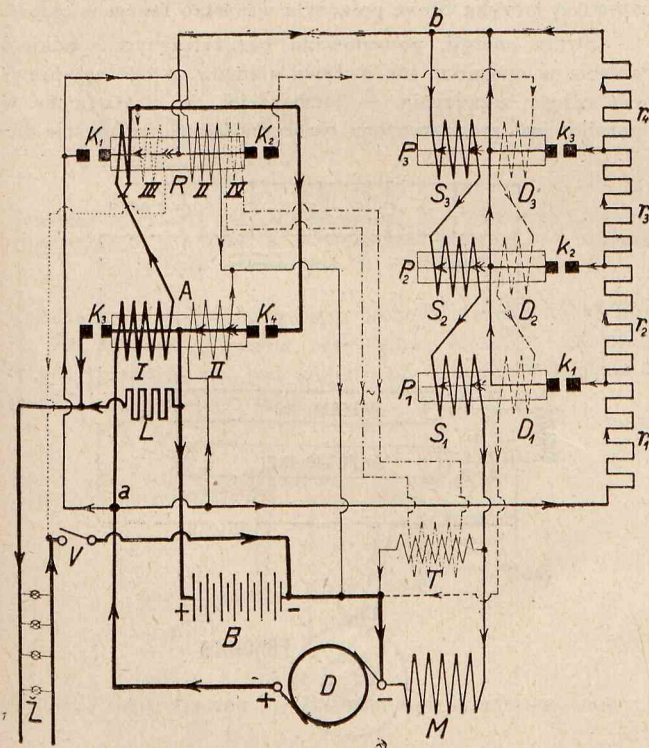 b
K₁ K₂ P₃ K₃ r₄
I III R II IV S₃ D₃
r₃
P₂ K₂
A
K₃ K₄ S₂ D₂ r₂
I II P₁ K₁
L S₁ D₁
r₁
a
V T
+ B -
Ž + D - M